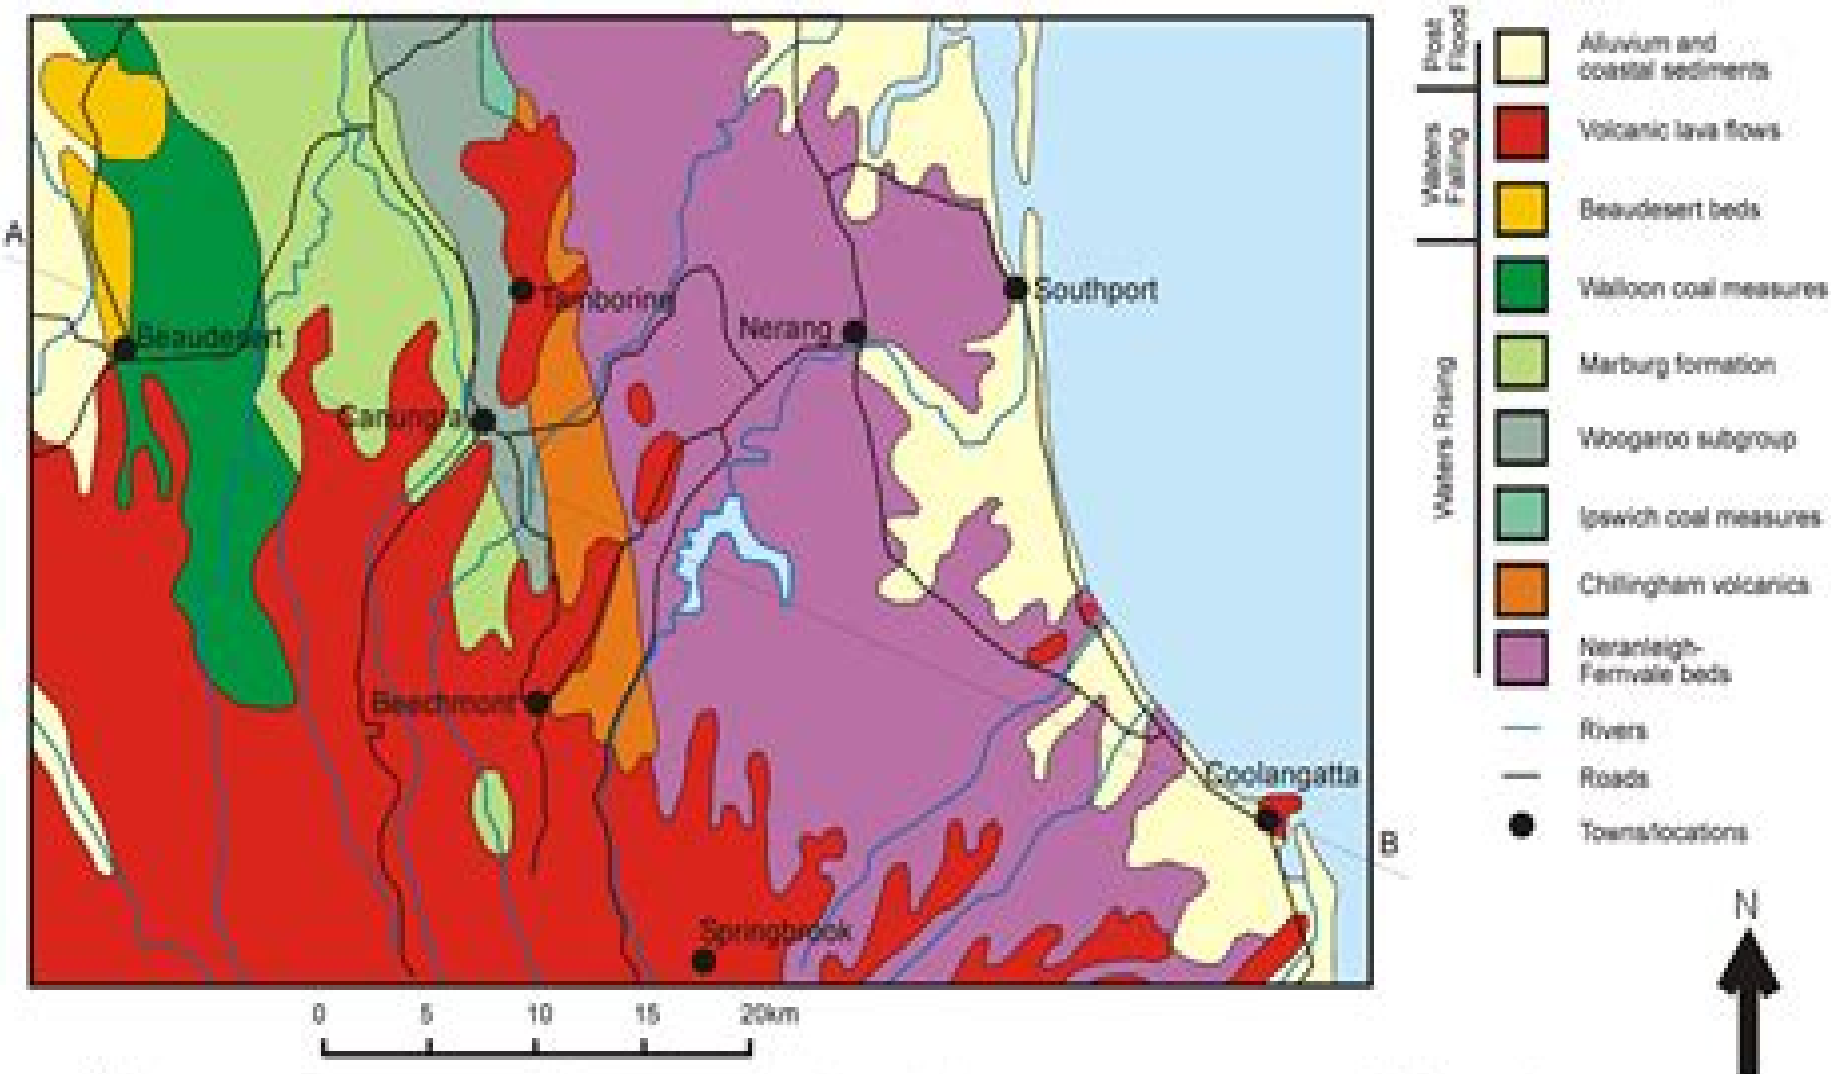 A
Beaudesert
Tamborine
Canungra
Nerang
Southport
Beechmont
Springbrook
Coolangatta
B
0 5 10 15 20km
Post
Flood
Waters
Falling
Waters Rising
Alluvium and
coastal sediments
Volcanic lava flows
Beaudesert beds
Walloon coal measures
Marburg formation
Woogaroo subgroup
Ipswich coal measures
Chillingham volcanics
Neranleigh-
Fernvale beds
Rivers
Roads
Towns/locations
N